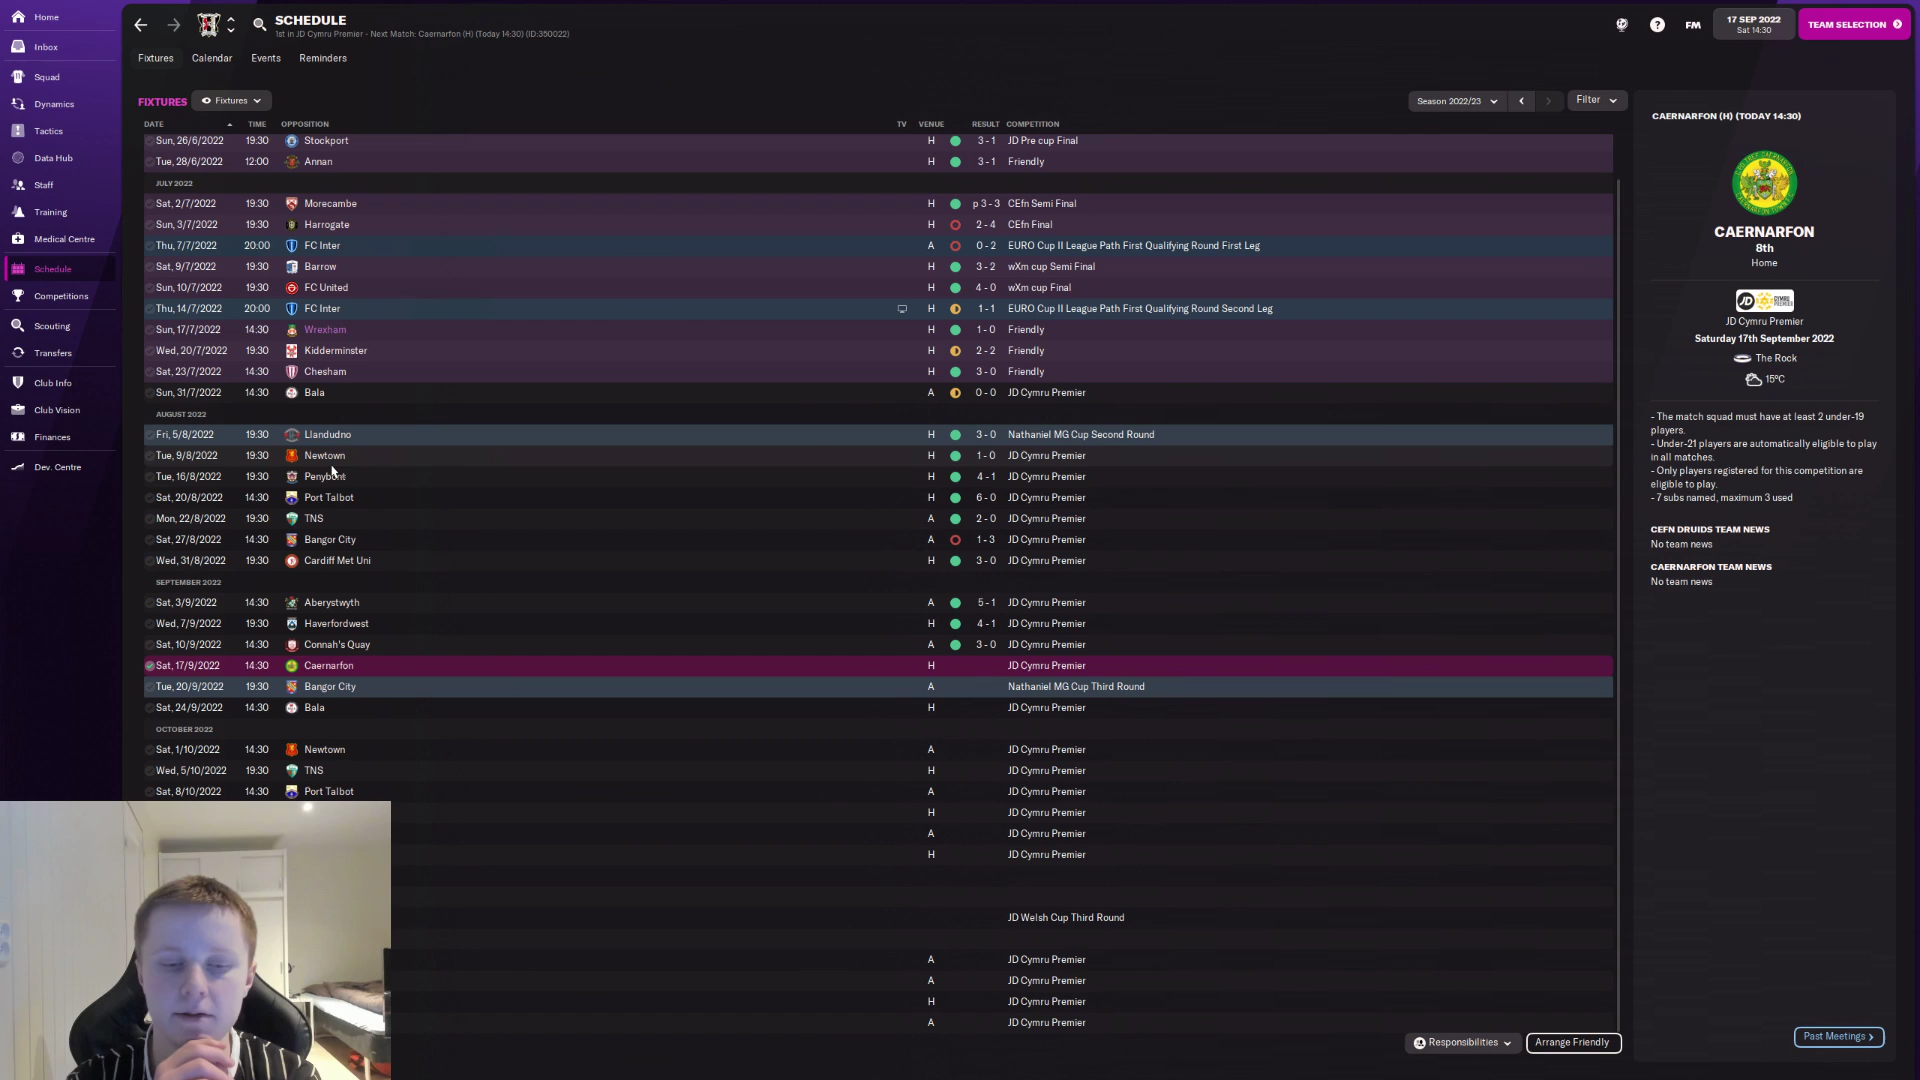 Home
Inbox
Squad
Dynamics
Tactics
Data Hub
Staff
Training
Medical Centre
Schedule
Competitions
Scouting
Transfers
Club Info
Club Vision
Finances
Dev. Centre
SCHEDULE
1st in JD Cymru Premier - Next Match: Caernarfon (H) (Today 14:30) (ID:350022)
FM
17 SEP 2022
Sat 14:30
TEAM SELECTION
Fixtures Calendar Events Reminders
FIXTURES Fixtures Season 2022/23 Filter
DATE TIME OPPOSITION TV VENUE RESULT COMPETITION
Sun, 26/6/2022 19:30 Stockport H 3 - 1 JD Pre cup Final
Tue, 28/6/2022 12:00 Annan H 3 - 1 Friendly
JULY 2022
Sat, 2/7/2022 19:30 Morecambe H p 3 - 3 CEfn Semi Final
Sun, 3/7/2022 19:30 Harrogate H 2 - 4 CEfn Final
Thu, 7/7/2022 20:00 FC Inter A 0 - 2 EURO Cup II League Path First Qualifying Round First Leg
Sat, 9/7/2022 19:30 Barrow H 3 - 2 wXm cup Semi Final
Sun, 10/7/2022 19:30 FC United H 4 - 0 wXm cup Final
Thu, 14/7/2022 20:00 FC Inter H 1 - 1 EURO Cup II League Path First Qualifying Round Second Leg
Sun, 17/7/2022 14:30 Wrexham H 1 - 0 Friendly
Wed, 20/7/2022 19:30 Kidderminster H 2 - 2 Friendly
Sat, 23/7/2022 14:30 Chesham H 3 - 0 Friendly
Sun, 31/7/2022 14:30 Bala A 0 - 0 JD Cymru Premier
AUGUST 2022
Fri, 5/8/2022 19:30 Llandudno H 3 - 0 Nathaniel MG Cup Second Round
Tue, 9/8/2022 19:30 Newtown H 1 - 0 JD Cymru Premier
Tue, 16/8/2022 19:30 Penybont H 4 - 1 JD Cymru Premier
Sat, 20/8/2022 14:30 Port Talbot H 6 - 0 JD Cymru Premier
Mon, 22/8/2022 19:30 TNS A 2 - 0 JD Cymru Premier
Sat, 27/8/2022 14:30 Bangor City A 1 - 3 JD Cymru Premier
Wed, 31/8/2022 19:30 Cardiff Met Uni H 3 - 0 JD Cymru Premier
SEPTEMBER 2022
Sat, 3/9/2022 14:30 Aberystwyth A 5 - 1 JD Cymru Premier
Wed, 7/9/2022 19:30 Haverfordwest H 4 - 1 JD Cymru Premier
Sat, 10/9/2022 14:30 Connah's Quay A 3 - 0 JD Cymru Premier
Sat, 17/9/2022 14:30 Caernarfon H JD Cymru Premier
Tue, 20/9/2022 19:30 Bangor City A Nathaniel MG Cup Third Round
Sat, 24/9/2022 14:30 Bala H JD Cymru Premier
OCTOBER 2022
Sat, 1/10/2022 14:30 Newtown A JD Cymru Premier
Wed, 5/10/2022 19:30 TNS H JD Cymru Premier
Sat, 8/10/2022 14:30 Port Talbot A JD Cymru Premier
H JD Cymru Premier
A JD Cymru Premier
H JD Cymru Premier
JD Welsh Cup Third Round
A JD Cymru Premier
A JD Cymru Premier
H JD Cymru Premier
A JD Cymru Premier
Responsibilities Arrange Friendly
CAERNARFON (H) (TODAY 14:30)
CAERNARFON
8th
Home
JD
JD Cymru Premier
Saturday 17th September 2022
The Rock
15°C
- The match squad must have at least 2 under-19
players.
- Under-21 players are automatically eligible to play
in all matches.
- Only players registered for this competition are
eligible to play.
- 7 subs named, maximum 3 used
CEFN DRUIDS TEAM NEWS
No team news
CAERNARFON TEAM NEWS
No team news
Past Meetings